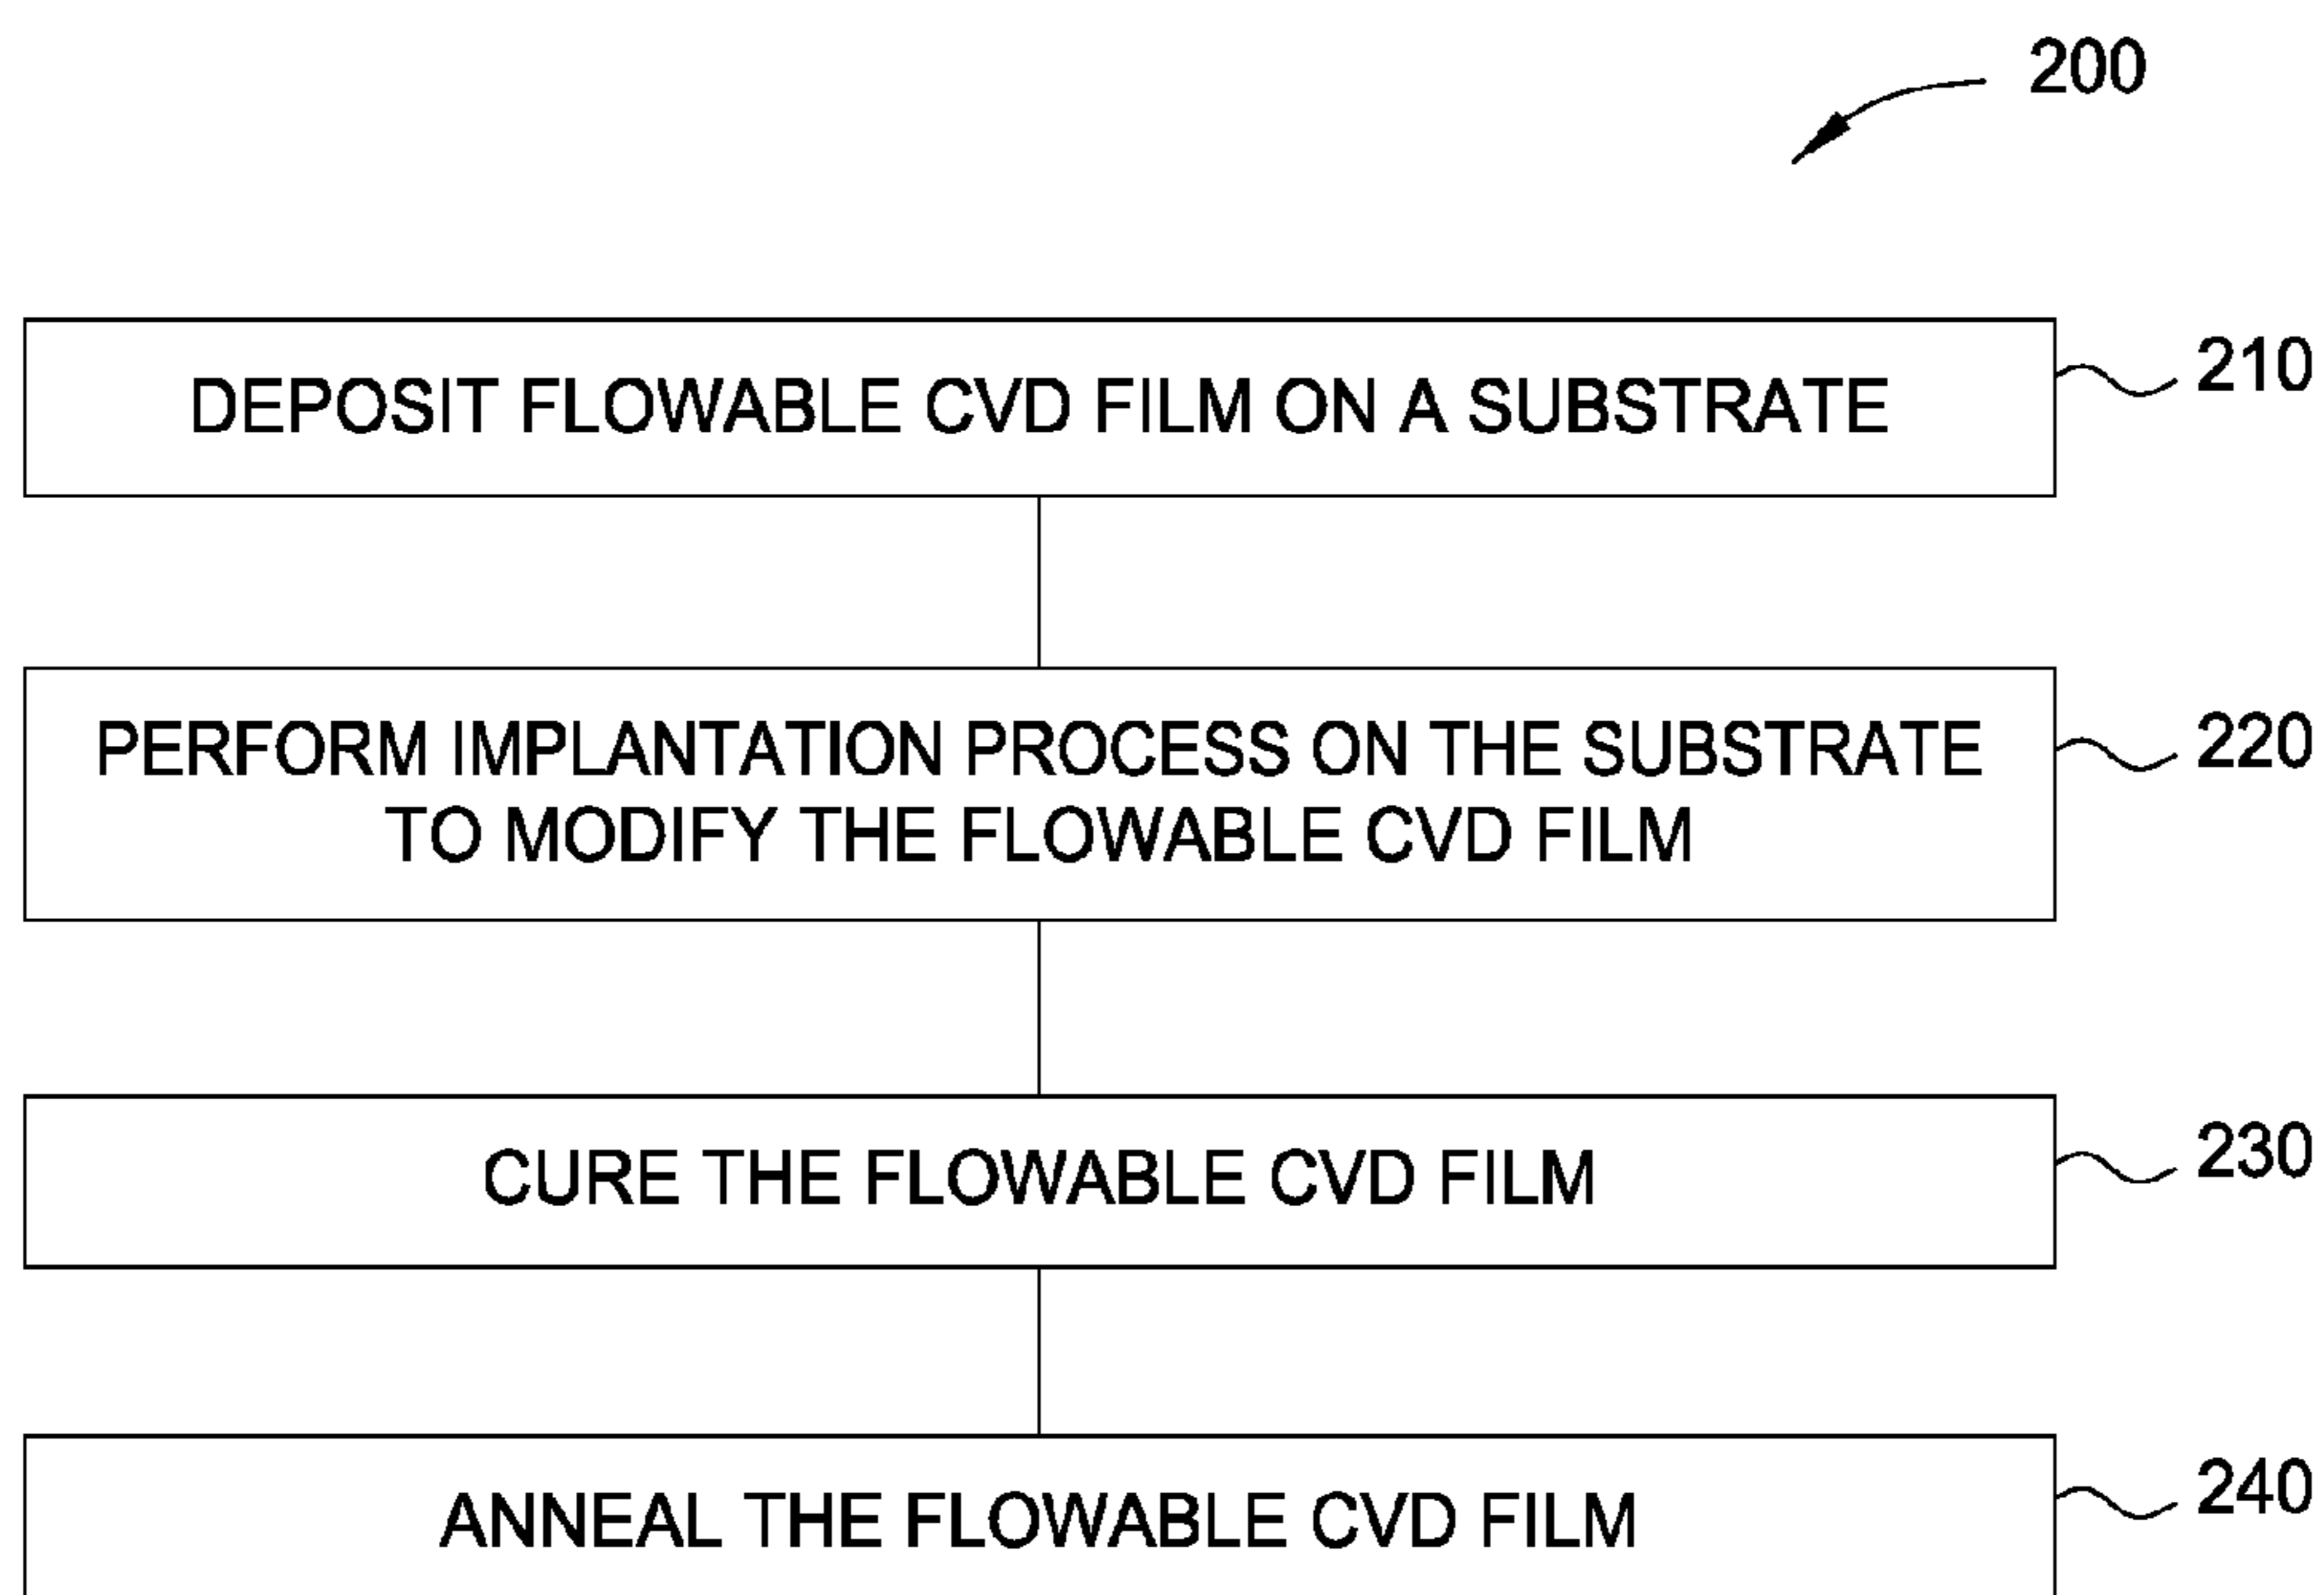 200
DEPOSIT FLOWABLE CVD FILM ON A SUBSTRATE
210
PERFORM IMPLANTATION PROCESS ON THE SUBSTRATE
TO MODIFY THE FLOWABLE CVD FILM
220
CURE THE FLOWABLE CVD FILM
230
ANNEAL THE FLOWABLE CVD FILM
240